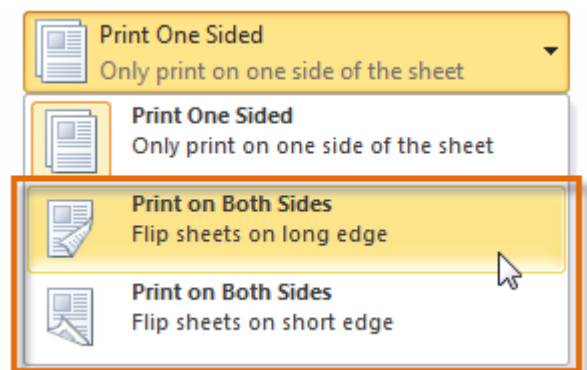 Print One Sided
Only print on one side of the sheet
Print One Sided
Only print on one side of the sheet
Print on Both Sides
Flip sheets on long edge
Print on Both Sides
Flip sheets on short edge